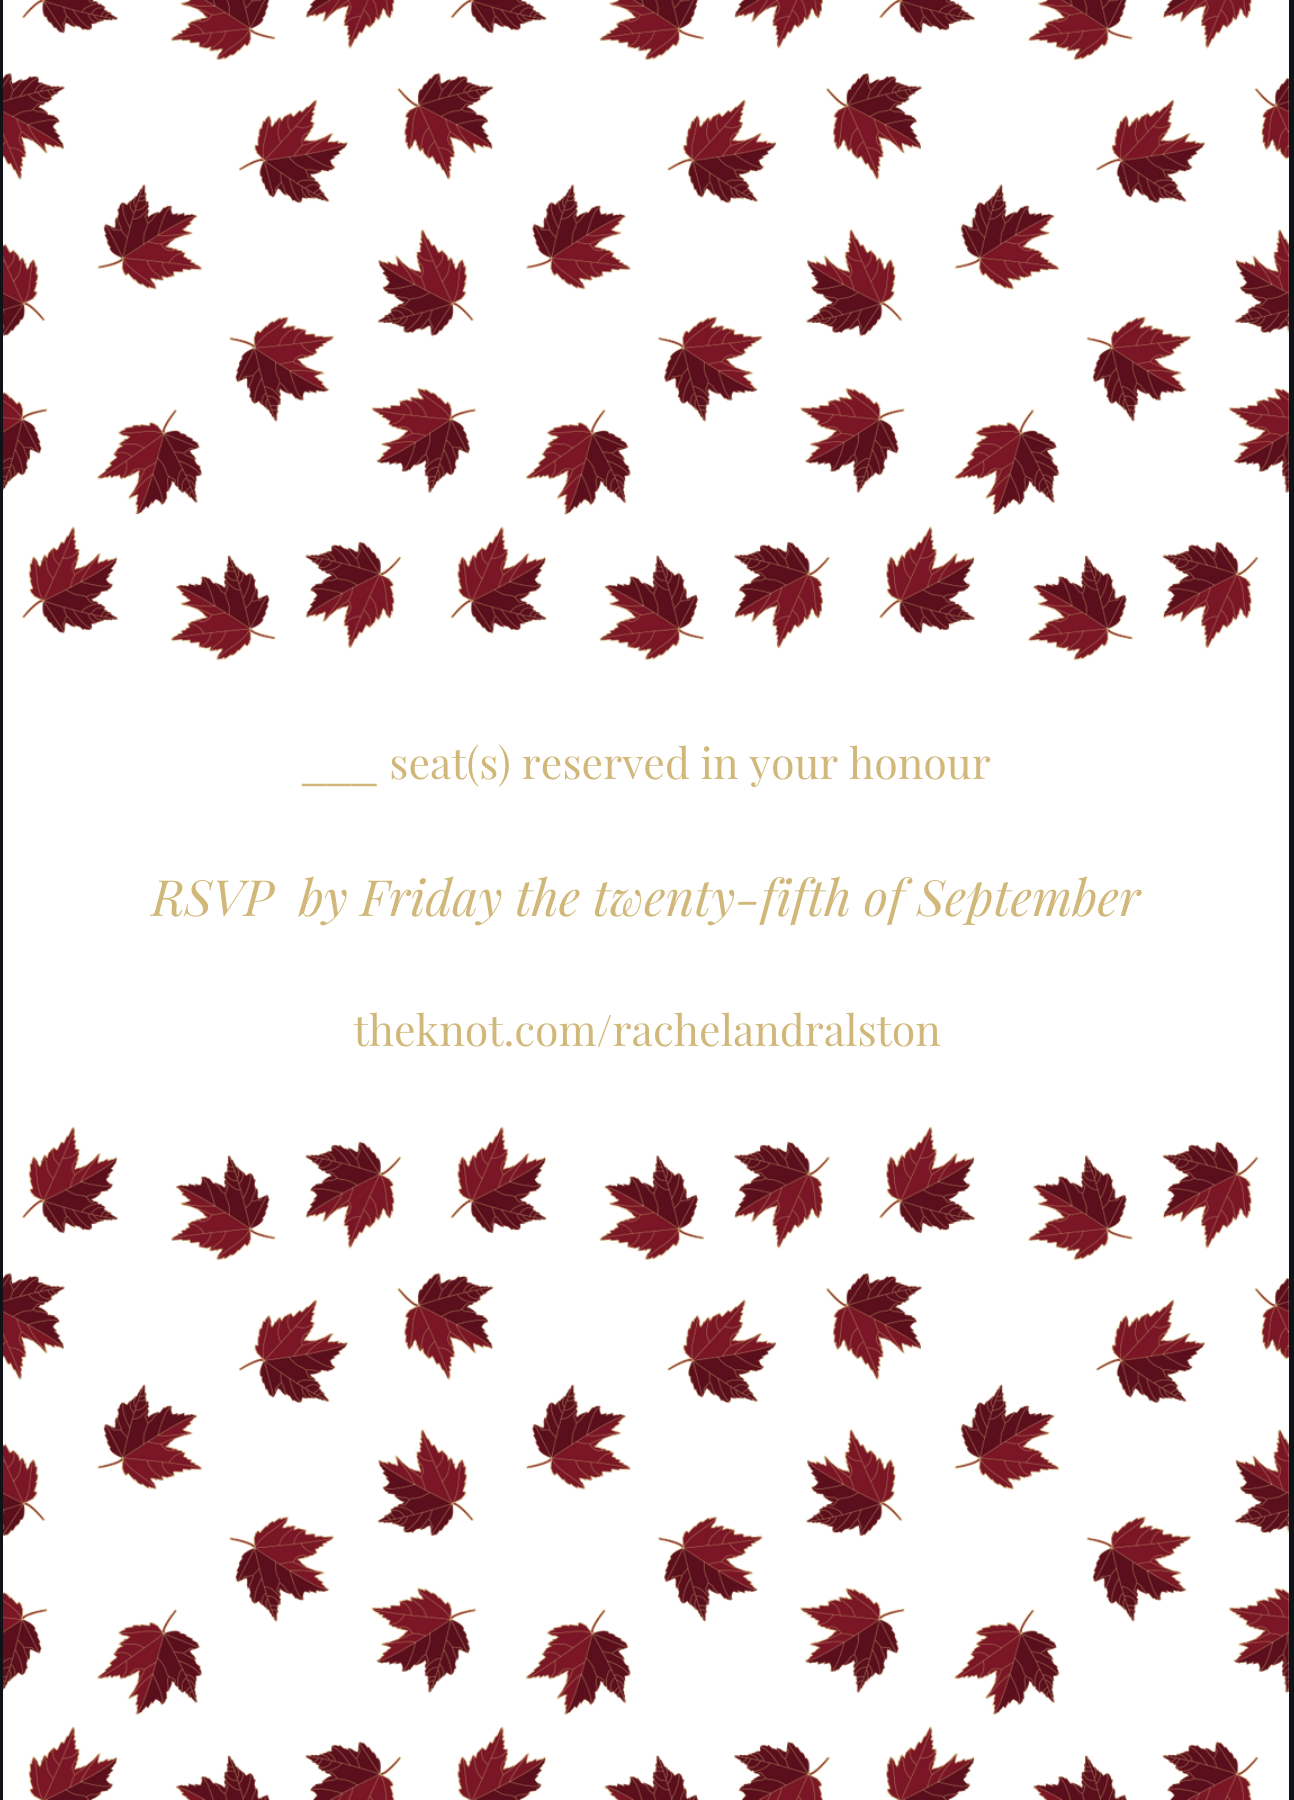 ___ seat(s) reserved in your honour
RSVP  by Friday the twenty-fifth of September
theknot.com/rachelandralston